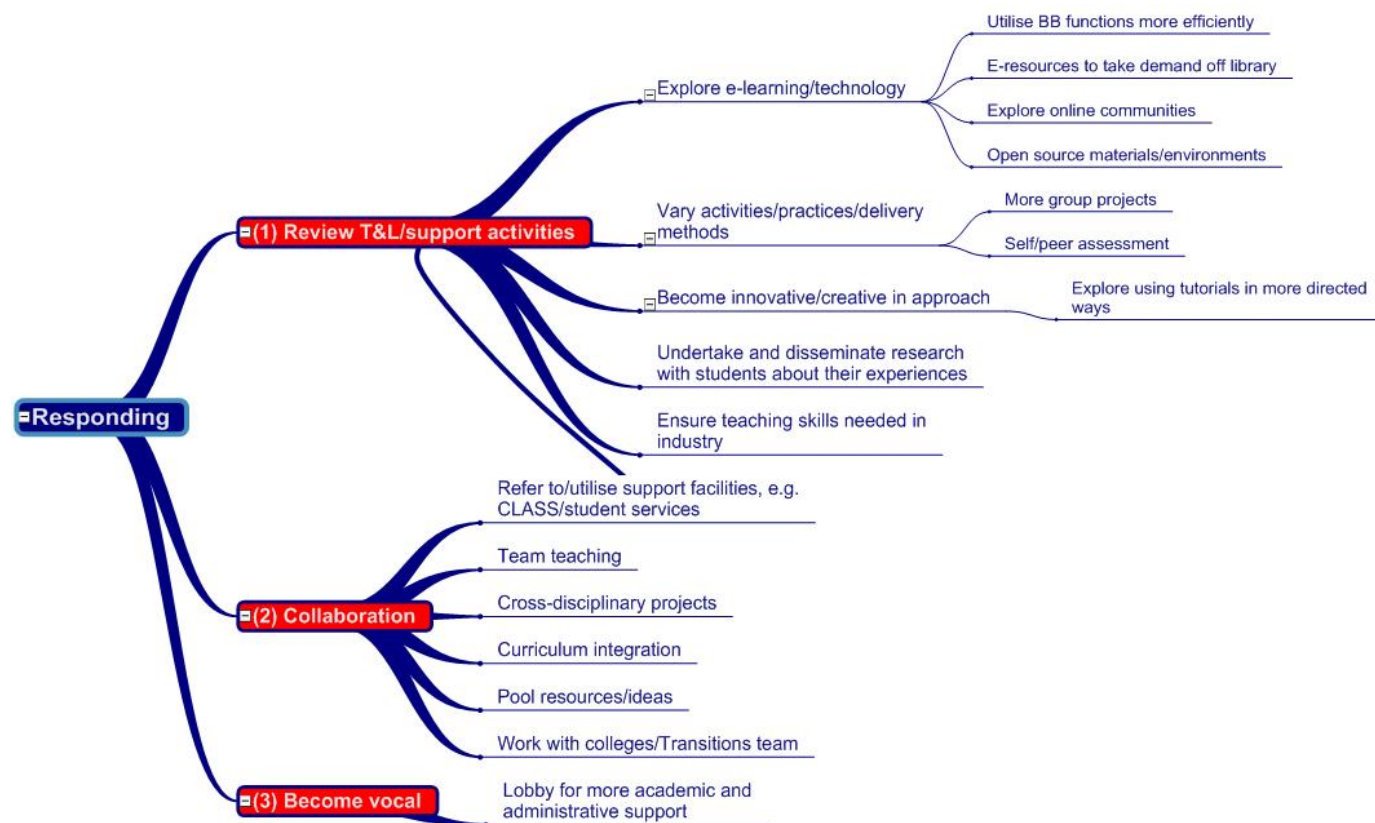 Responding
(1) Review T&L/support activities
Explore e-learning/technology
Utilise BB functions more efficiently
E-resources to take demand off library
Explore online communities
Open source materials/environments
Vary activities/practices/delivery
methods
More group projects
Self/peer assessment
Become innovative/creative in approach
Explore using tutorials in more directed
ways
Undertake and disseminate research
with students about their experiences
Ensure teaching skills needed in
industry
(2) Collaboration
Refer to/utilise support facilities, e.g.
CLASS/student services
Team teaching
Cross-disciplinary projects
Curriculum integration
Pool resources/ideas
Work with colleges/Transitions team
(3) Become vocal
Lobby for more academic and
administrative support